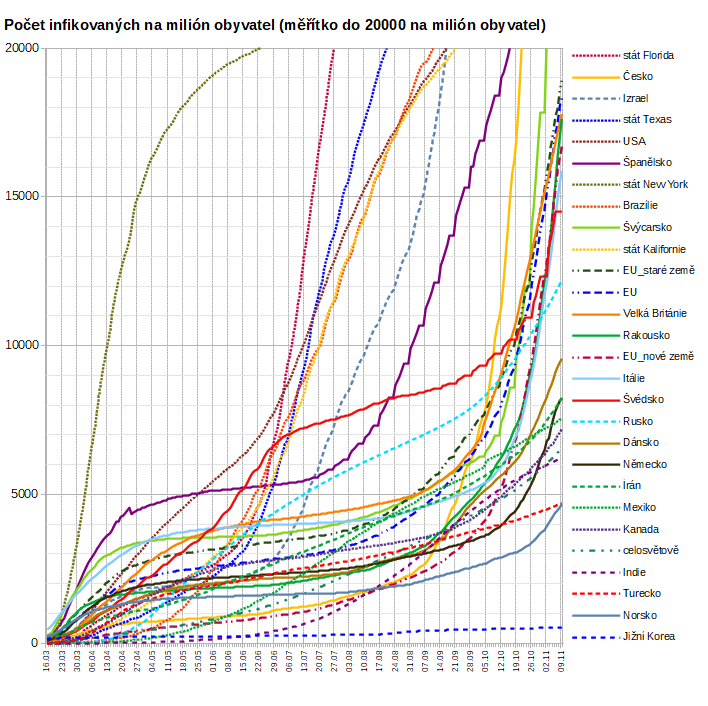 Počet infikovaných na milión obyvatel (měřítko do 20000 na milión obyvatel)
20000
15000
10000
5000
0
16.03
23.03
30.03
06.04
13.04
20.04
27.04
04.05
11.05
18.05
25.05
01.06
08.06
15.06
22.06
29.06
06.07
13.07
20.07
27.07
03.08
10.08
17.08
24.08
31.08
07.09
14.09
21.09
28.09
05.10
12.10
19.10
26.10
02.11
09.11
stát Florida
Česko
Izrael
stát Texas
USA
Španělsko
stát New York
Brazílie
Švýcarsko
stát Kalifornie
EU_staré země
EU
Velká Británie
Rakousko
EU_nové země
Itálie
Švédsko
Rusko
Dánsko
Německo
Irán
Mexiko
Kanada
celosvětově
Indie
Turecko
Norsko
Jižní Korea